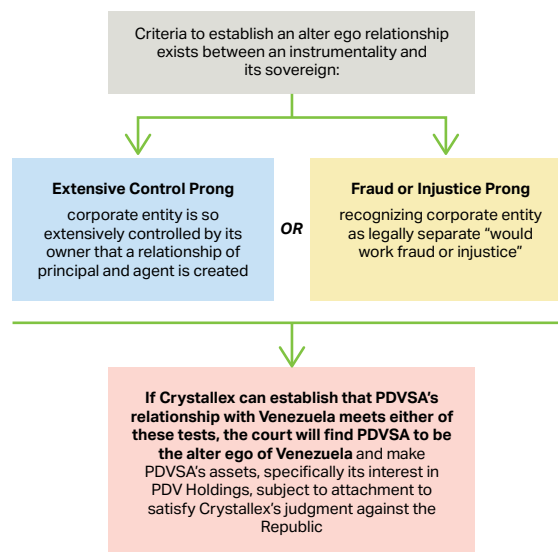 Criteria to establish an alter ego relationship
exists between an instrumentality and
its sovereign:
Extensive Control Prong
corporate entity is so
extensively controlled by its
owner that a relationship of
principal and agent is created
OR
Fraud or Injustice Prong
recognizing corporate entity
as legally separate “would
work fraud or injustice”
If Crystallex can establish that PDVSA’s
relationship with Venezuela meets either of
these tests, the court will find PDVSA to be
the alter ego of Venezuela and make
PDVSA’s assets, specifically its interest in
PDV Holdings, subject to attachment to
satisfy Crystallex’s judgment against the
Republic